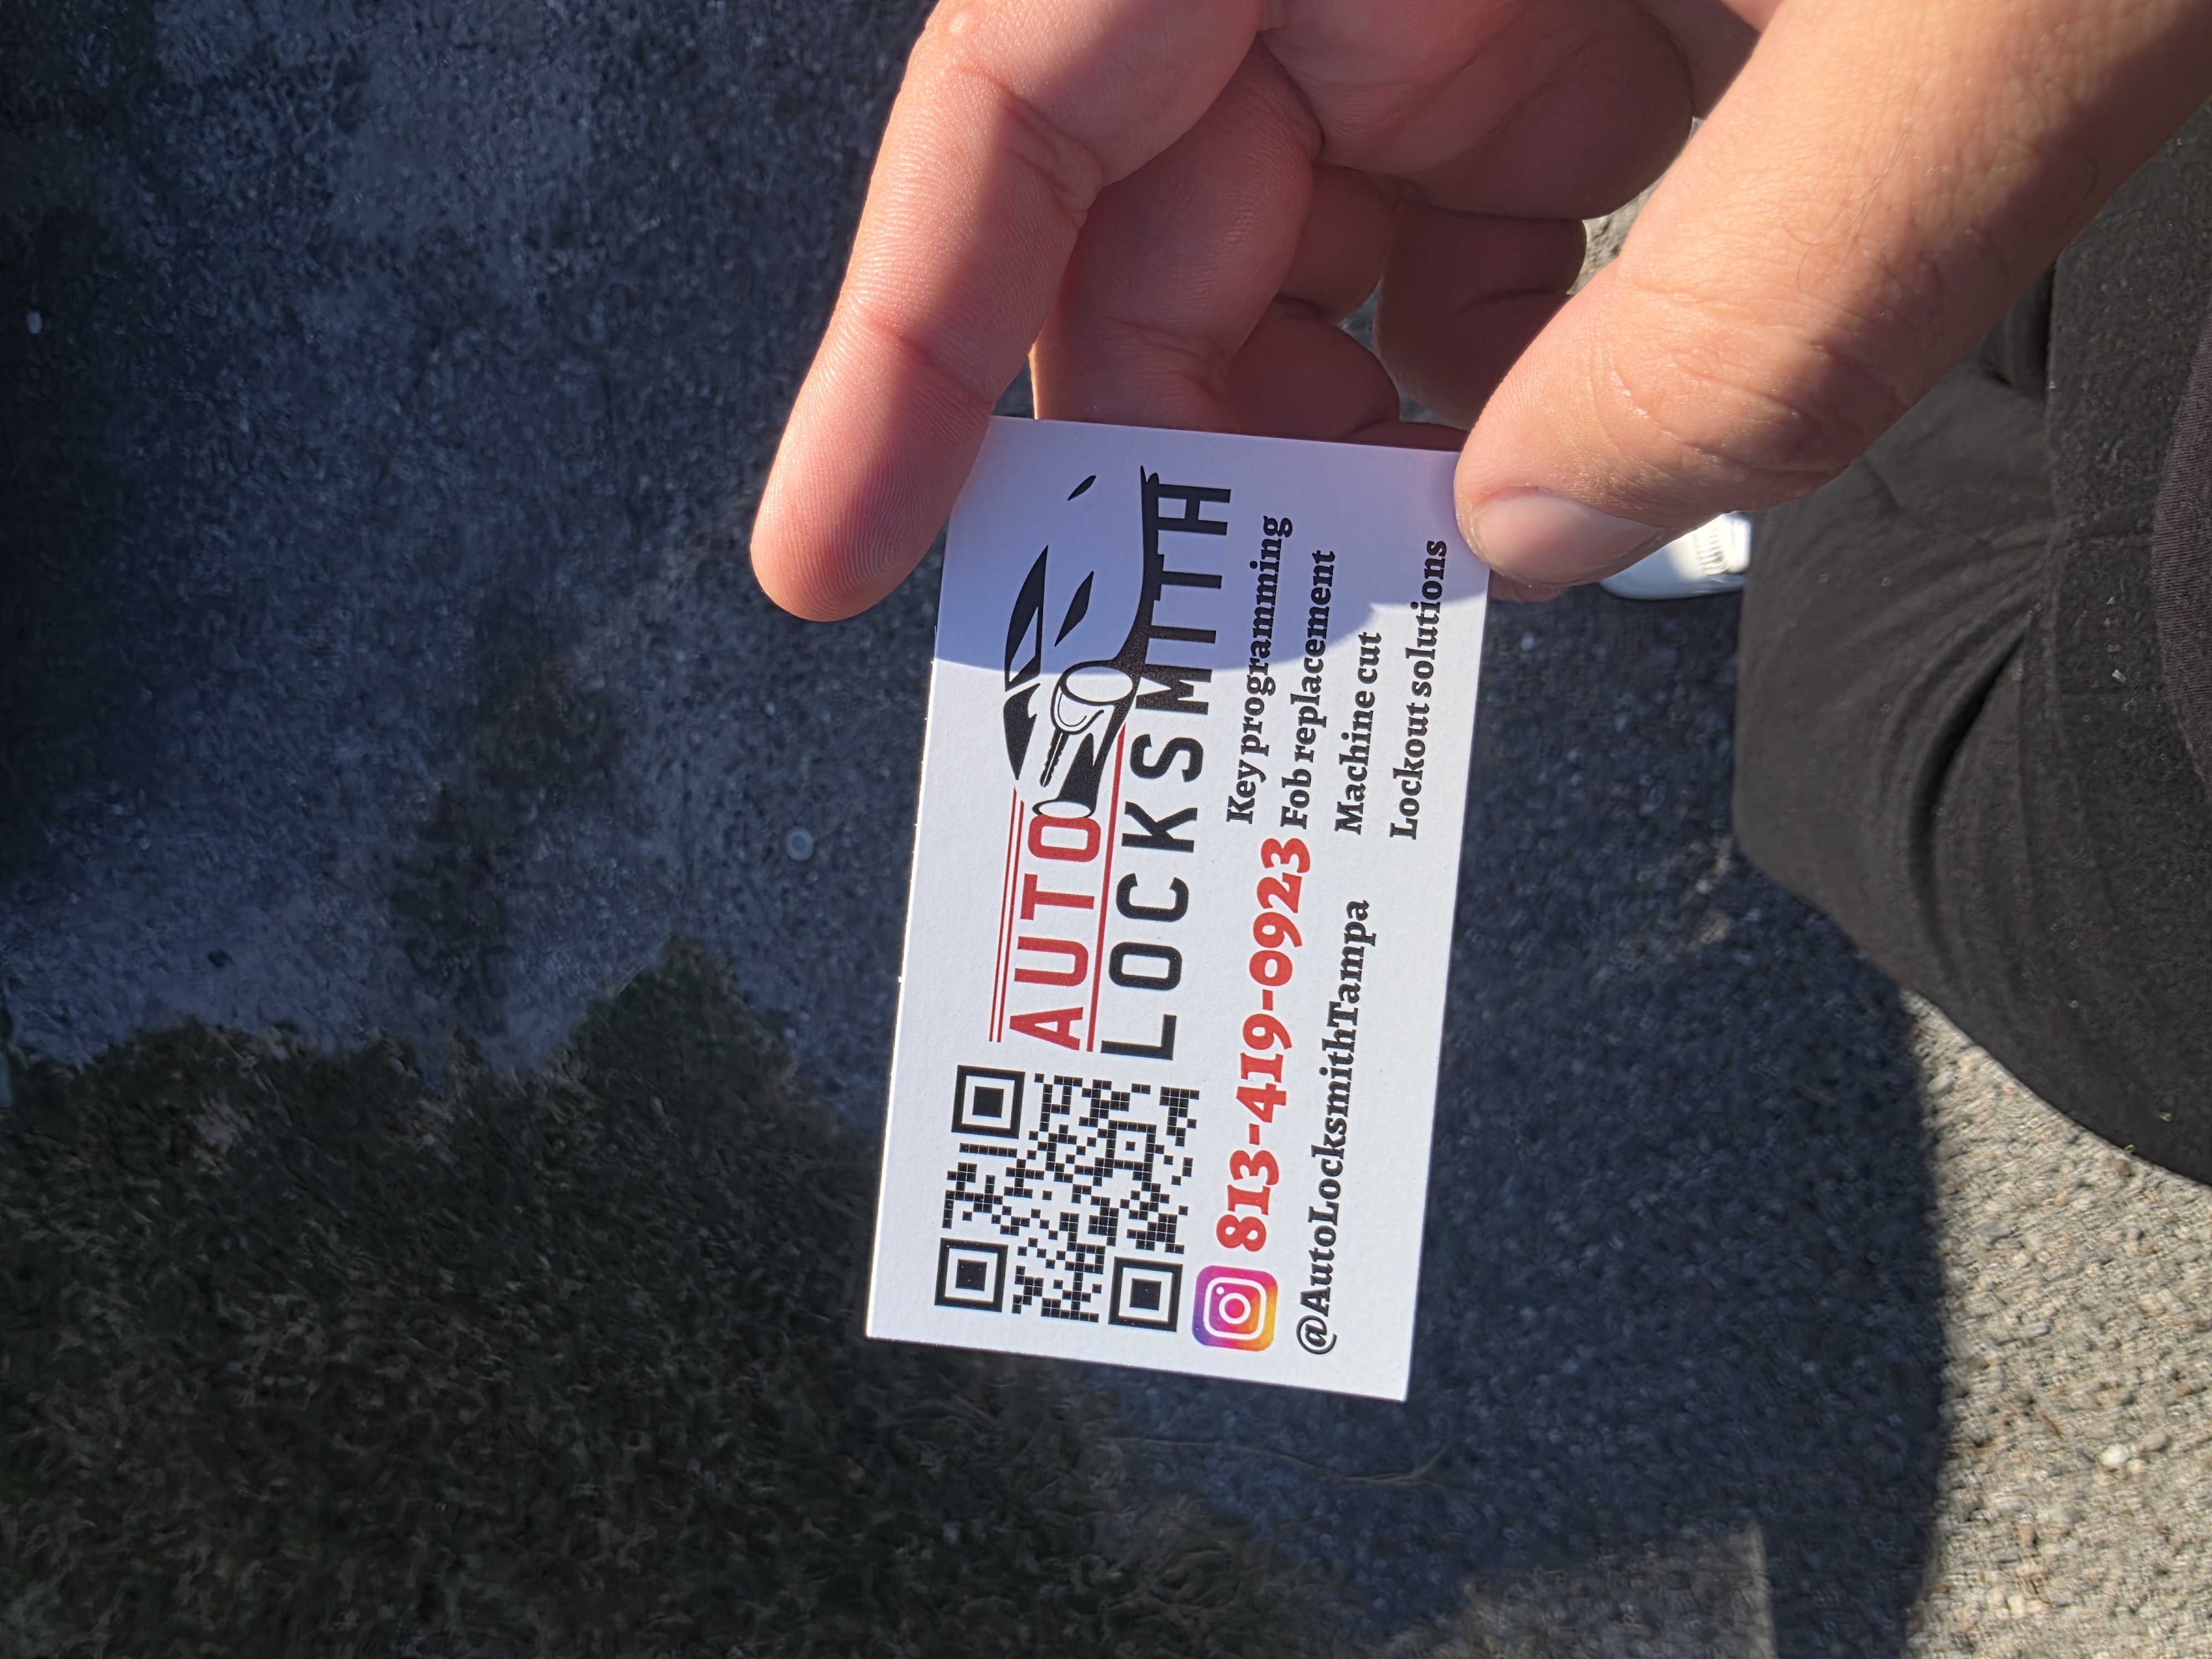 AUTO
LOCKSMITH
813-419-0923
@AutoLocksmithTampa
Key programming
Fob replacement
Machine cut
Lockout solutions